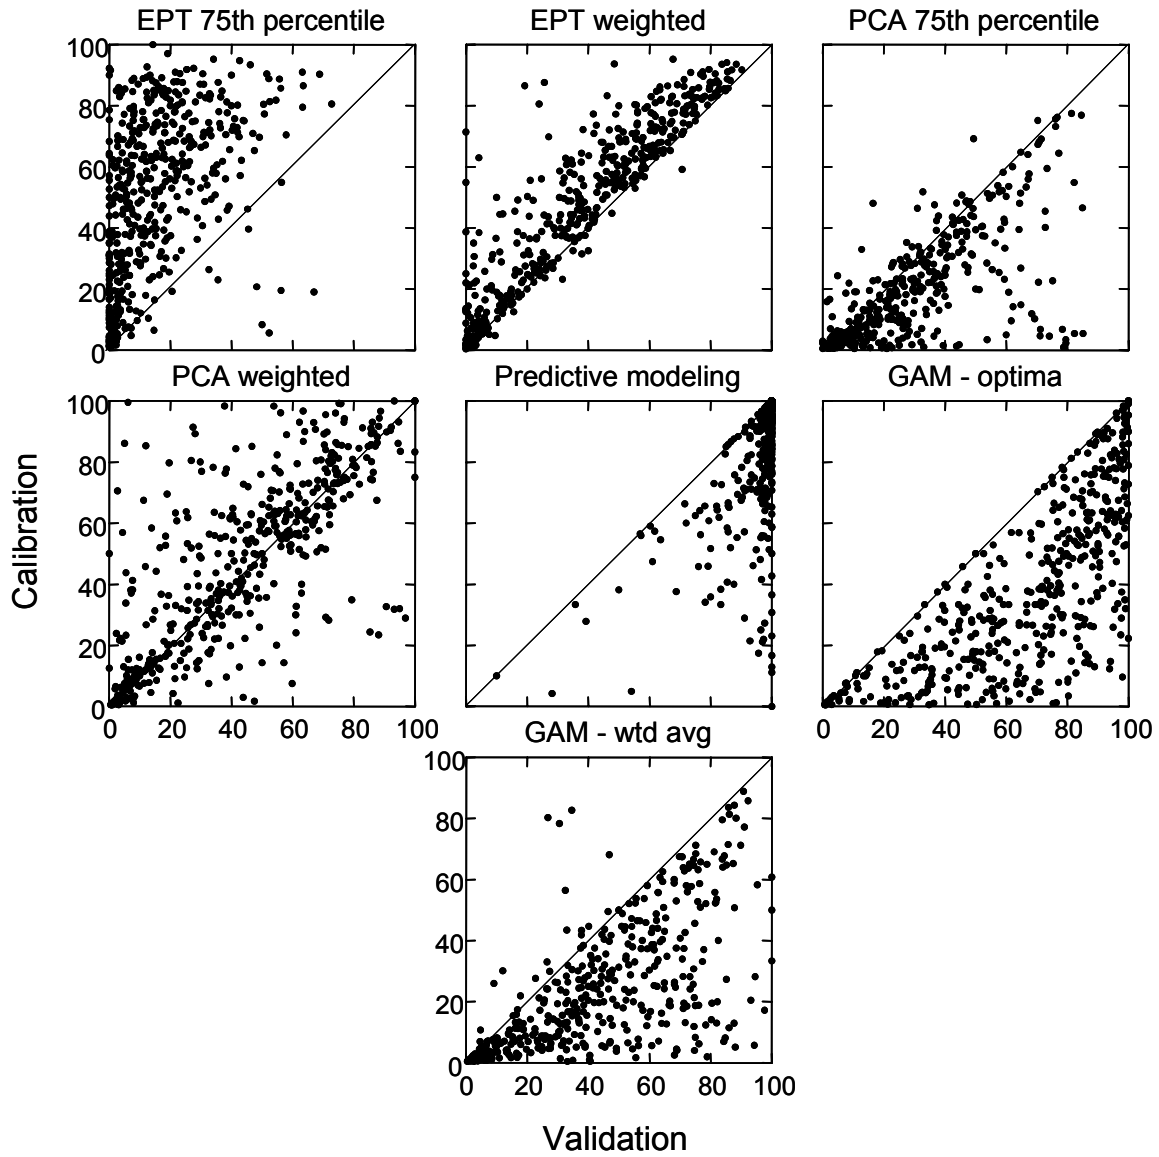 EPT 75th percentile EPT weighted PCA 75th percentile
100
80
60
40
20
0
PCA weighted Predictive modeling GAM - optima
100
80
60
40
20
0
0 20 40 60 80 100 0 20 40 60 80 100
Calibration
GAM - wtd avg
100
80
60
40
20
0
0 20 40 60 80 100
Validation